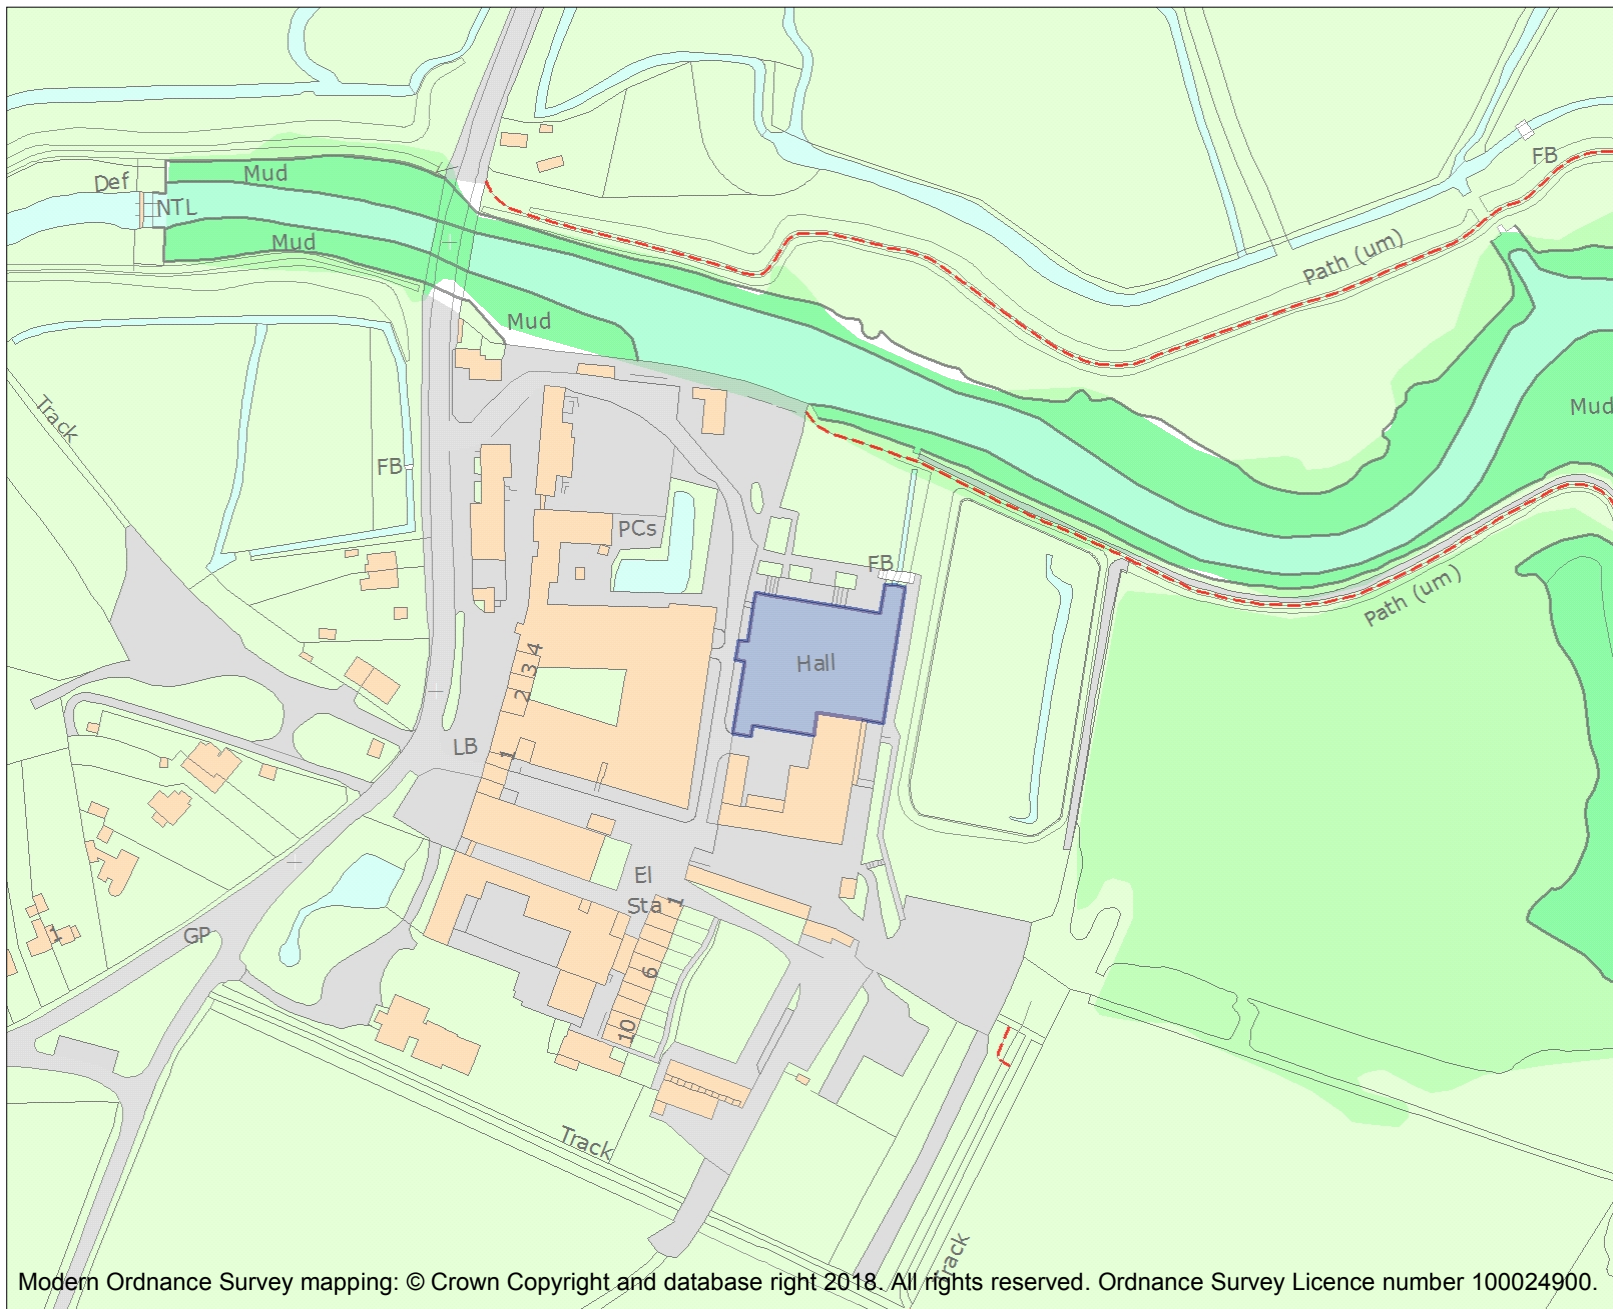 FB
Mud
Def
NTL
Mud
Path (um)
Mud
Mud
Track
FB
PCs
FB
Path (um)
4
3
2
Hall
LB
1
El
Sta
1
GP
1
6
10
Track
Track
Modern Ordnance Survey mapping: © Crown Copyright and database right 2018. All rights reserved. Ordnance Survey Licence number 100024900.